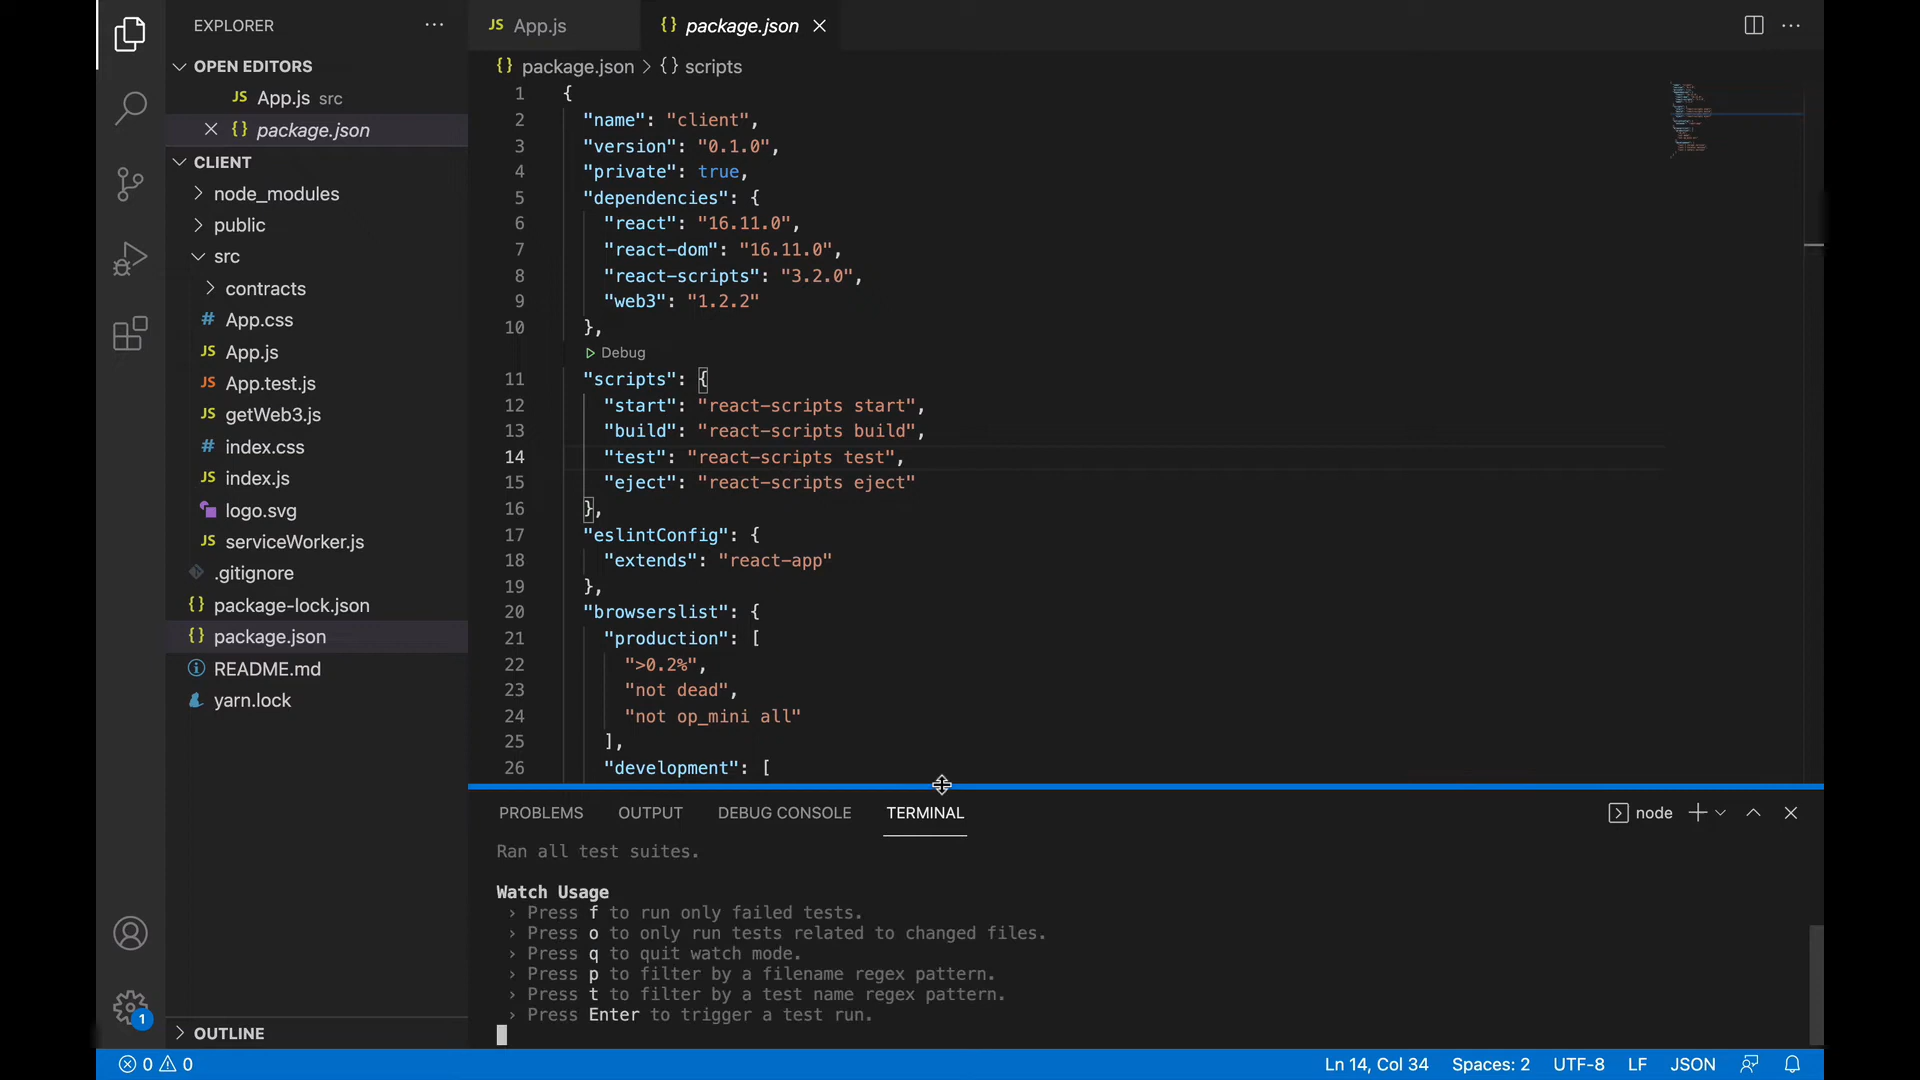 EXPLORER
OPEN EDITORS
JS App.js src
{} package.json
CLIENT
node_modules
public
src
contracts
# App.css
JS App.js
JS App.test.js
JS getWeb3.js
# index.css
JS index.js
logo.svg
JS serviceWorker.js
.gitignore
{} package-lock.json
{} package.json
README.md
yarn.lock
OUTLINE
1
JS App.js
{} package.json
{} package.json > {} scripts
1 {
2 "name": "client",
3 "version": "0.1.0",
4 "private": true,
5 "dependencies": {
6 "react": "16.11.0",
7 "react-dom": "16.11.0",
8 "react-scripts": "3.2.0",
9 "web3": "1.2.2"
10 },
Debug
11 "scripts": {
12 "start": "react-scripts start",
13 "build": "react-scripts build",
14 "test": "react-scripts test",
15 "eject": "react-scripts eject"
16 },
17 "eslintConfig": {
18 "extends": "react-app"
19 },
20 "browserslist": {
21 "production": [
22 ">0.2%",
23 "not dead",
24 "not op_mini all"
25 ],
26 "development": [
PROBLEMS OUTPUT DEBUG CONSOLE TERMINAL node
Ran all test suites.
Watch Usage
› Press f to run only failed tests.
› Press o to only run tests related to changed files.
› Press q to quit watch mode.
› Press p to filter by a filename regex pattern.
› Press t to filter by a test name regex pattern.
› Press Enter to trigger a test run.
0 0 Ln 14, Col 34 Spaces: 2 UTF-8 LF JSON